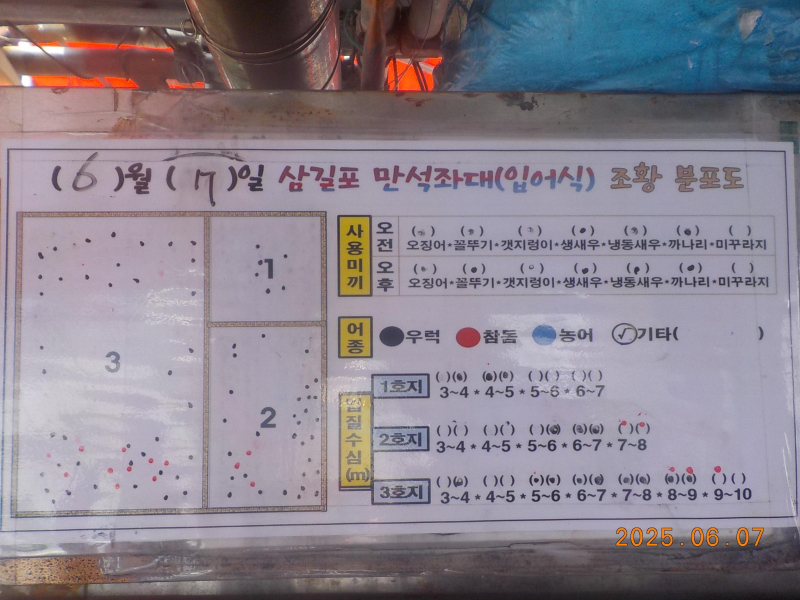 (6)월 (17)일 삼길포 만석좌대(입어식) 조황 분포도
1
2
3
사용미끼
오전
( ) ( ) ( ) ( ) ( ) ( ) ( )
오징어*꼴뚜기*갯지렁이*생새우*냉동새우*까나리*미꾸라지
오후
( ) ( ) ( ) ( ) ( ) ( ) ( )
오징어*꼴뚜기*갯지렁이*생새우*냉동새우*까나리*미꾸라지
어종
우럭 참돔 농어 √기타( )
입질수심(m)
1호지
( )( ) ( )( ) ( )( ) ( )( )
3~4 * 4~5 * 5~6 * 6~7
2호지
( )( ) ( )( ) ( )( ) ( )( ) ( )( )
3~4 * 4~5 * 5~6 * 6~7 * 7~8
3호지
( )( ) ( )( ) ( )( ) ( )( ) ( )( ) ( )( ) ( )( )
3~4 * 4~5 * 5~6 * 6~7 * 7~8 * 8~9 * 9~10
2025.06.07